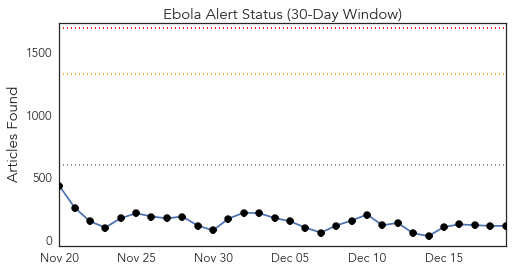 Ebola Alert Status (30-Day Window)
Articles Found
1500
1000
500
0
Nov 20 Nov 25 Nov 30 Dec 05 Dec 10 Dec 15